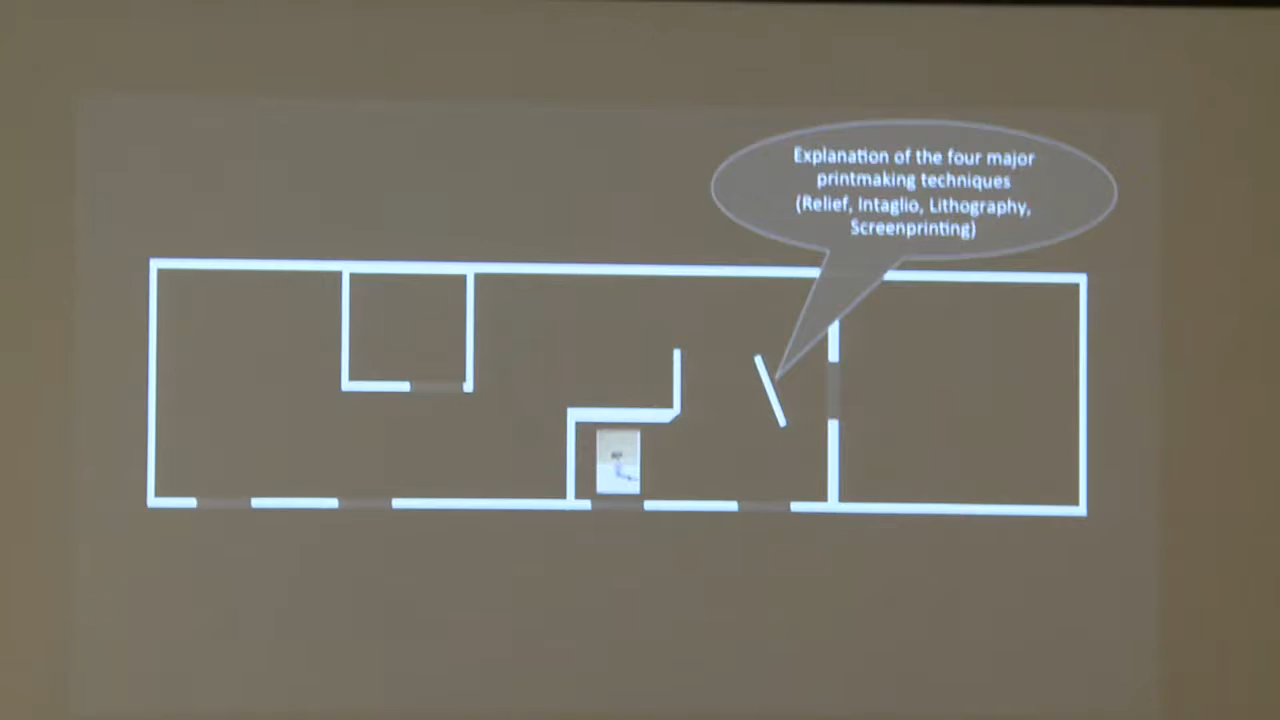 Explanation of the four major
printmaking techniques
(Relief, Intaglio, Lithography,
Screenprinting)